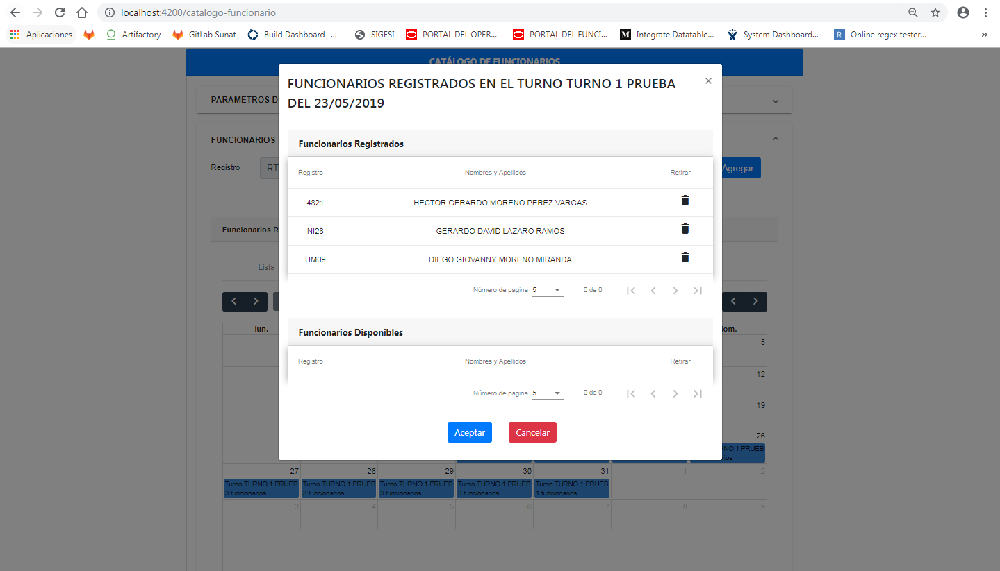 localhost:4200/catalogo-funcionario
Aplicaciones
Artifactory
GitLab Sunat
Build Dashboard -...
SIGESI
PORTAL DEL OPER...
PORTAL DEL FUNCI...
M Integrate Datatable...
System Dashboard...
R Online regex tester...
»
CATÁLOGO DE FUNCIONARIOS
PARAMETROS D
FUNCIONARIOS
Registro
RT
Agregar
Funcionarios R
Lista
FUNCIONARIOS REGISTRADOS EN EL TURNO TURNO 1 PRUEBA
DEL 23/05/2019
×
Funcionarios Registrados
Registro Nombres y Apellidos Retirar
4821 HECTOR GERARDO MORENO PEREZ VARGAS
NI28 GERARDO DAVID LAZARO RAMOS
UM09 DIEGO GIOVANNY MORENO MIRANDA
Número de pagina 5 0 de 0
Funcionarios Disponibles
Registro Nombres y Apellidos Retirar
Número de pagina 5 0 de 0
Aceptar Cancelar
lun. om.
5
12
19
26
NO 1 PRUEB
ios
27 28 29 30 31 1 2
Turno TURNO 1 PRUEB Turno TURNO 1 PRUEB Turno TURNO 1 PRUEB Turno TURNO 1 PRUEB Turno TURNO 1 PRUEB
3 funcionarios 3 funcionarios 3 funcionarios 3 funcionarios 1 funcionarios
3 4 5 6 7 8 9